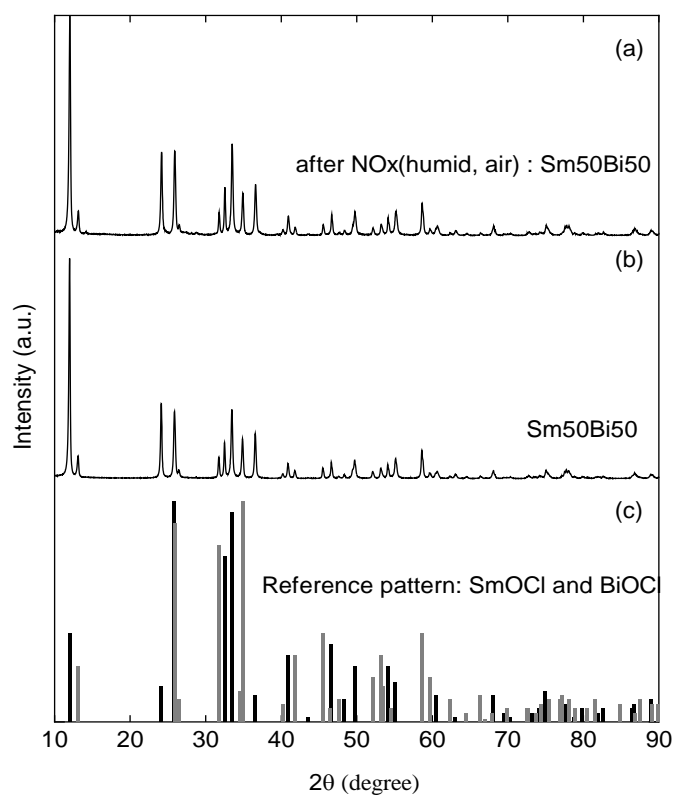 (a)
after NOx(humid, air) : Sm50Bi50
(b)
Sm50Bi50
(c)
Reference pattern: SmOCl and BiOCl
Intensity (a.u.)
10 20 30 40 50 60 70 80 90
2θ (degree)